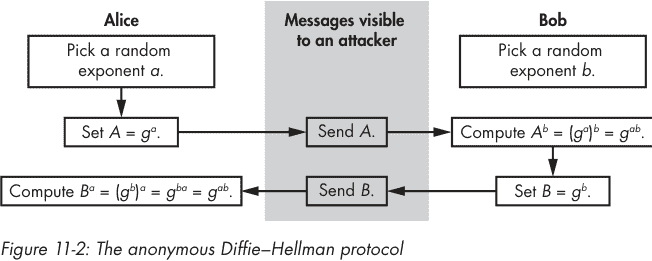 Alice
Messages visible
to an attacker
Bob
Pick a random
exponent a.
Pick a random
exponent b.
Set A = gᵃ.
Send A.
Compute Aᵇ = (gᵃ)ᵇ = gᵃᵇ.
Compute Bᵃ = (gᵇ)ᵃ = gᵇᵃ = gᵃᵇ.
Send B.
Set B = gᵇ.
Figure 11-2: The anonymous Diffie–Hellman protocol